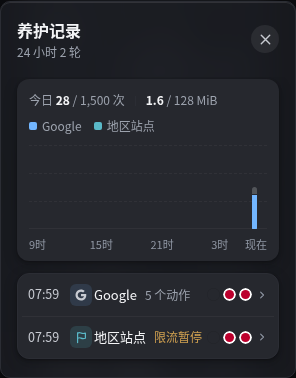 养护记录
24 小时 2 轮
今日 28 / 1,500 次 1.6 / 128 MiB
Google 地区站点
9时 15时 21时 3时 现在
07:59 G Google 5 个动作
07:59 地区站点 限流暂停